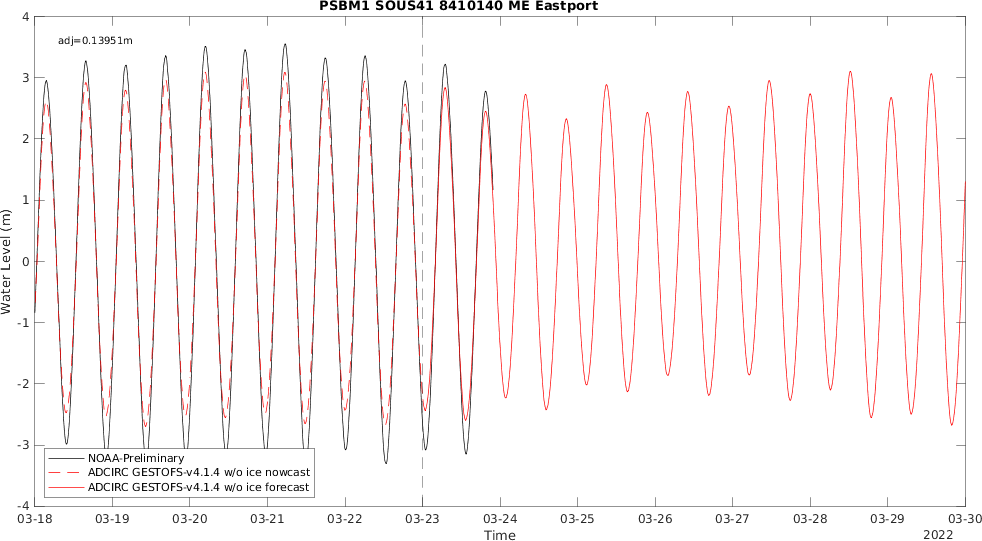 PSBM1 SOUS41 8410140 ME Eastport
adj=0.13951m
4
3
2
1
0
-1
-2
-3
-4
Water Level (m)
NOAA-Preliminary
ADCIRC GESTOFS-v4.1.4 w/o ice nowcast
ADCIRC GESTOFS-v4.1.4 w/o ice forecast
03-18 03-19 03-20 03-21 03-22 03-23 03-24 03-25 03-26 03-27 03-28 03-29 03-30
Time
2022